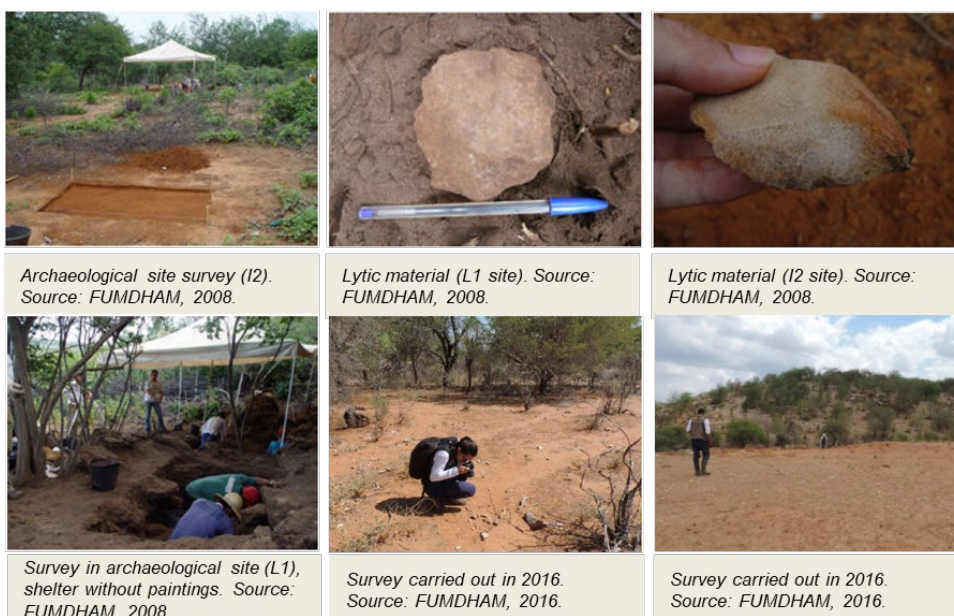 Archaeological site survey (I2).
Source: FUMDHAM, 2008.
Lytic material (L1 site). Source:
FUMDHAM, 2008.
Lytic material (I2 site). Source:
FUMDHAM, 2008.
Survey in archaeological site (L1),
shelter without paintings. Source:
FUMDHAM, 2008
Survey carried out in 2016.
Source: FUMDHAM, 2016.
Survey carried out in 2016.
Source: FUMDHAM, 2016.